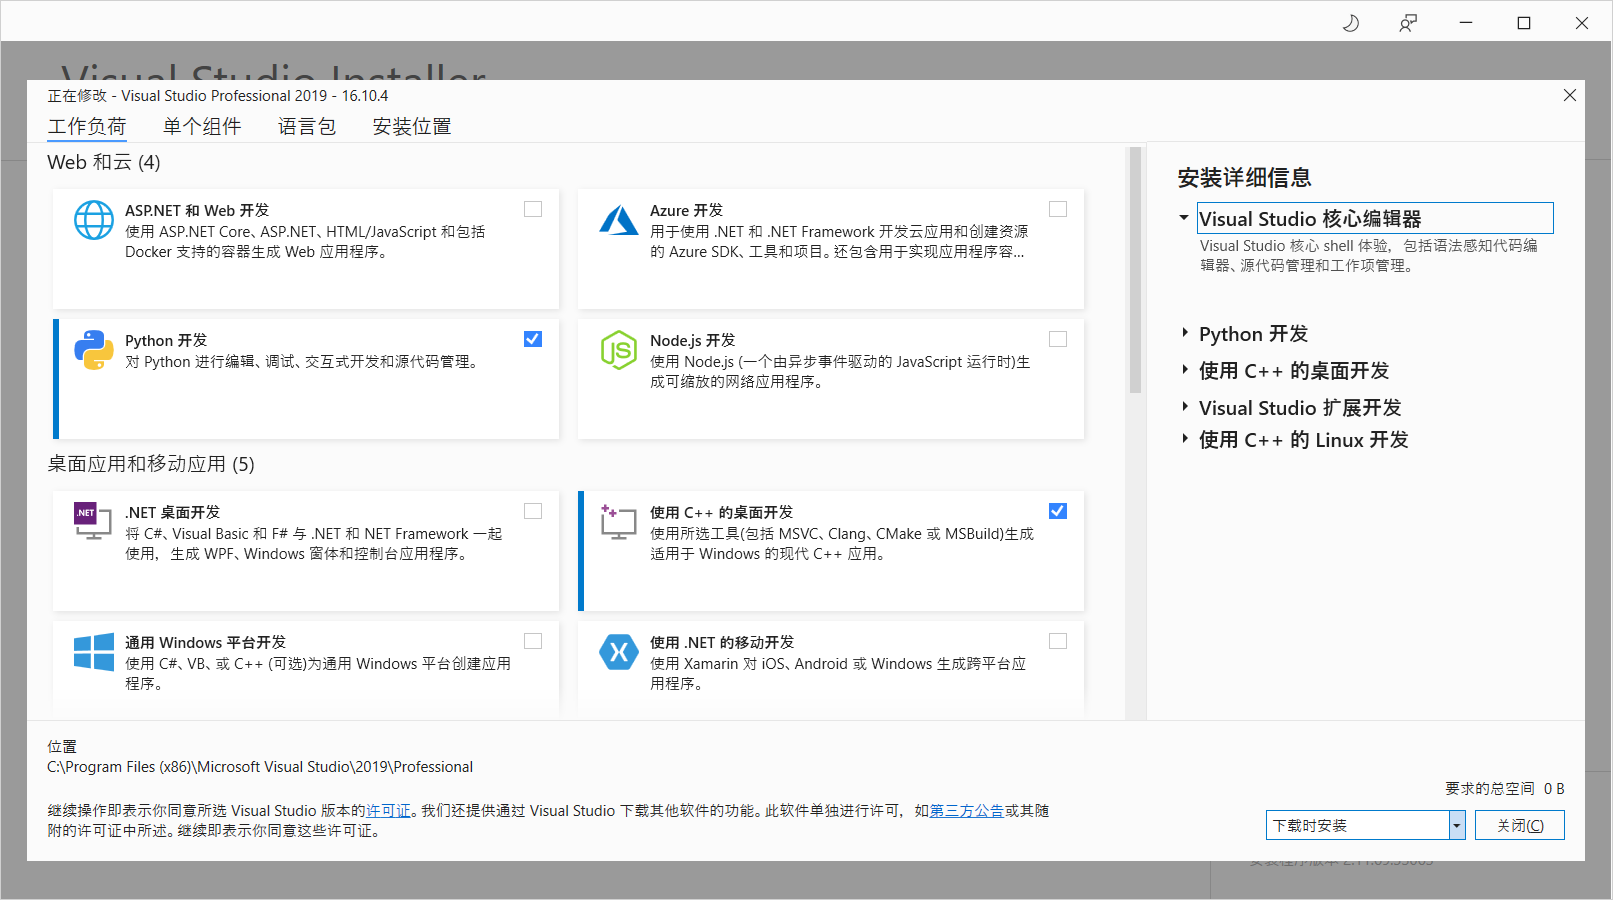 Visual Studio Installer
正在修改 - Visual Studio Professional 2019 - 16.10.4
工作负荷 单个组件 语言包 安装位置
Web 和云 (4)
ASP.NET 和 Web 开发
使用 ASP.NET Core、ASP.NET、HTML/JavaScript 和包括
Docker 支持的容器生成 Web 应用程序。
Azure 开发
用于使用 .NET 和 .NET Framework 开发云应用和创建资源
的 Azure SDK、工具和项目。还包含用于实现应用程序容...
Python 开发
对 Python 进行编辑、调试、交互式开发和源代码管理。
JS
Node.js 开发
使用 Node.js (一个由异步事件驱动的 JavaScript 运行时)生
成可缩放的网络应用程序。
桌面应用和移动应用 (5)
.NET
.NET 桌面开发
将 C#、Visual Basic 和 F# 与 .NET 和 NET Framework 一起
使用，生成 WPF、Windows 窗体和控制台应用程序。
使用 C++ 的桌面开发
使用所选工具(包括 MSVC、Clang、CMake 或 MSBuild)生成
适用于 Windows 的现代 C++ 应用。
通用 Windows 平台开发
使用 C#、VB、或 C++ (可选)为通用 Windows 平台创建应用
程序。
使用 .NET 的移动开发
使用 Xamarin 对 iOS、Android 或 Windows 生成跨平台应
用程序。
安装详细信息
Visual Studio 核心编辑器
Visual Studio 核心 shell 体验，包括语法感知代码编
辑器、源代码管理和工作项管理。
Python 开发
使用 C++ 的桌面开发
Visual Studio 扩展开发
使用 C++ 的 Linux 开发
位置
C:\Program Files (x86)\Microsoft Visual Studio\2019\Professional
继续操作即表示你同意所选 Visual Studio 版本的许可证。我们还提供通过 Visual Studio 下载其他软件的功能。此软件单独进行许可，如第三方公告或其随
附的许可证中所述。继续即表示你同意这些许可证。
要求的总空间 0 B
下载时安装
关闭(C)